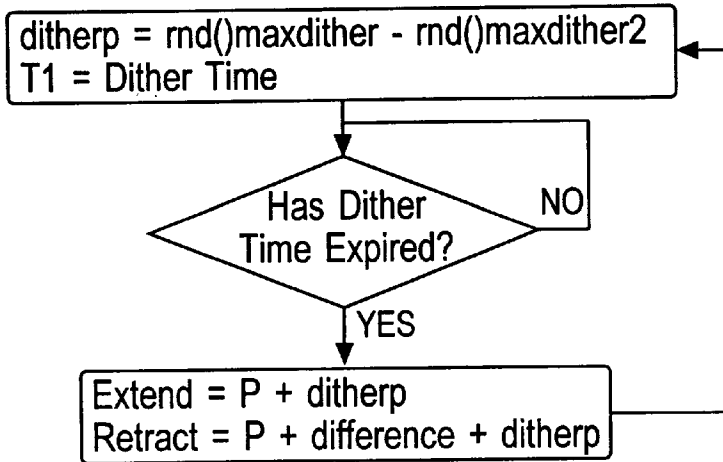 ditherp = rnd()maxdither - rnd()maxdither2
T1 = Dither Time
Has Dither
Time Expired?
NO
YES
Extend = P + ditherp
Retract = P + difference + ditherp